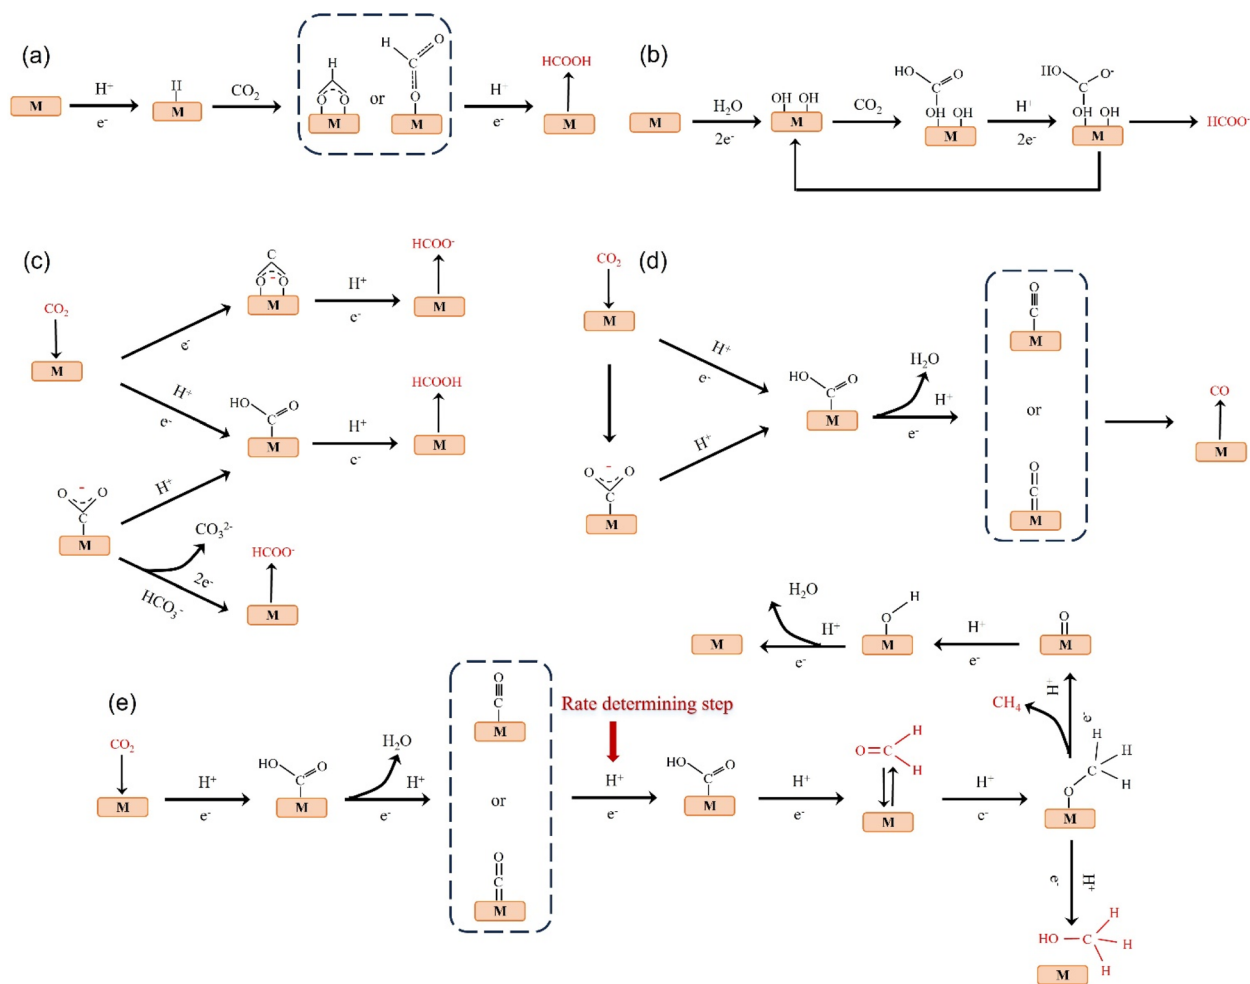 (a)
M
H⁺
e⁻
H
M
CO₂
H
O O
M
or
H
C
O
O
M
H⁺
e⁻
HCOOH
M
(b)
M
H₂O
2e⁻
OH OH
M
CO₂
HO
C
O
OH OH
M
H⁺
2e⁻
HO
C
O•
OH OH
M
HCOO⁻
(c)
CO₂
M
e⁻
C
O - O
M
H⁺
e⁻
HCOO⁻
M
H⁺
e⁻
HO
C
O
M
H⁺
e⁻
HCOOH
M
O - O
C
M
H⁺
CO₃²⁻
2e⁻
HCO₃⁻
HCOO⁻
M
(d)
CO₂
M
H⁺
e⁻
O - O
C
M
H⁺
HO
C
O
M
H₂O
H⁺
e⁻
O
C
M
or
O
C
M
CO
M
(e)
CO₂
M
H⁺
e⁻
HO
C
O
M
H₂O
H⁺
e⁻
O
C
M
or
O
C
M
Rate determining step
H⁺
e⁻
HO
C
O
M
H⁺
e⁻
O
C
H
H
M
H⁺
e⁻
H
H
C
H
O
M
CH₄
H⁺
e⁻
O
M
H⁺
e⁻
H
O
M
H₂O
H⁺
e⁻
M
H⁺
e⁻
HO
C
H
H
H
M